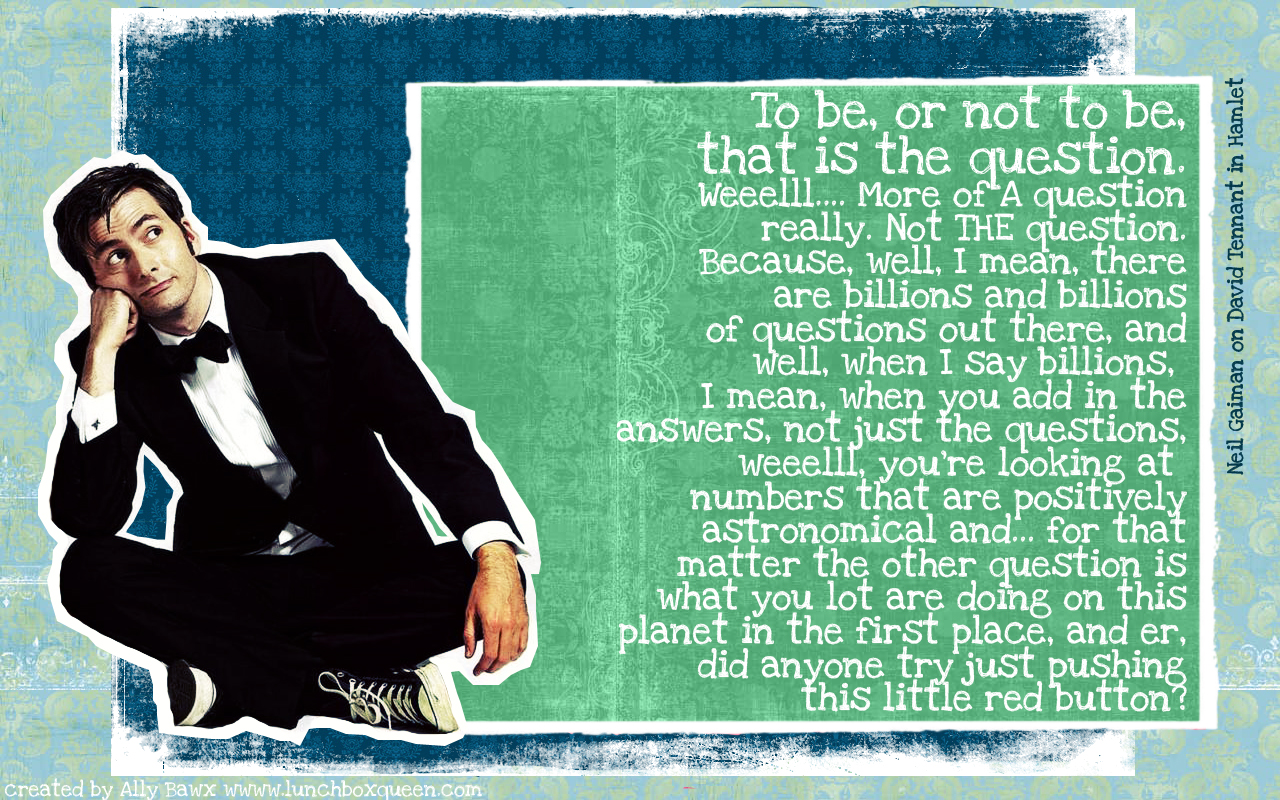 To be, or not to be,
that is the question.
Weeelll.... More of A question
really. Not THE question.
Because, well, I mean, there
are billions and billions
of questions out there, and
well, when I say billions,
I mean, when you add in the
answers, not just the questions,
weeelll, you're looking at
numbers that are positively
astronomical and... for that
matter the other question is
what you lot are doing on this
planet in the first place, and er,
did anyone try just pushing
this little red button?
Neil Gaiman on David Tennant in Hamlet
created by Ally Bawx wwww.lunchboxqueen.com